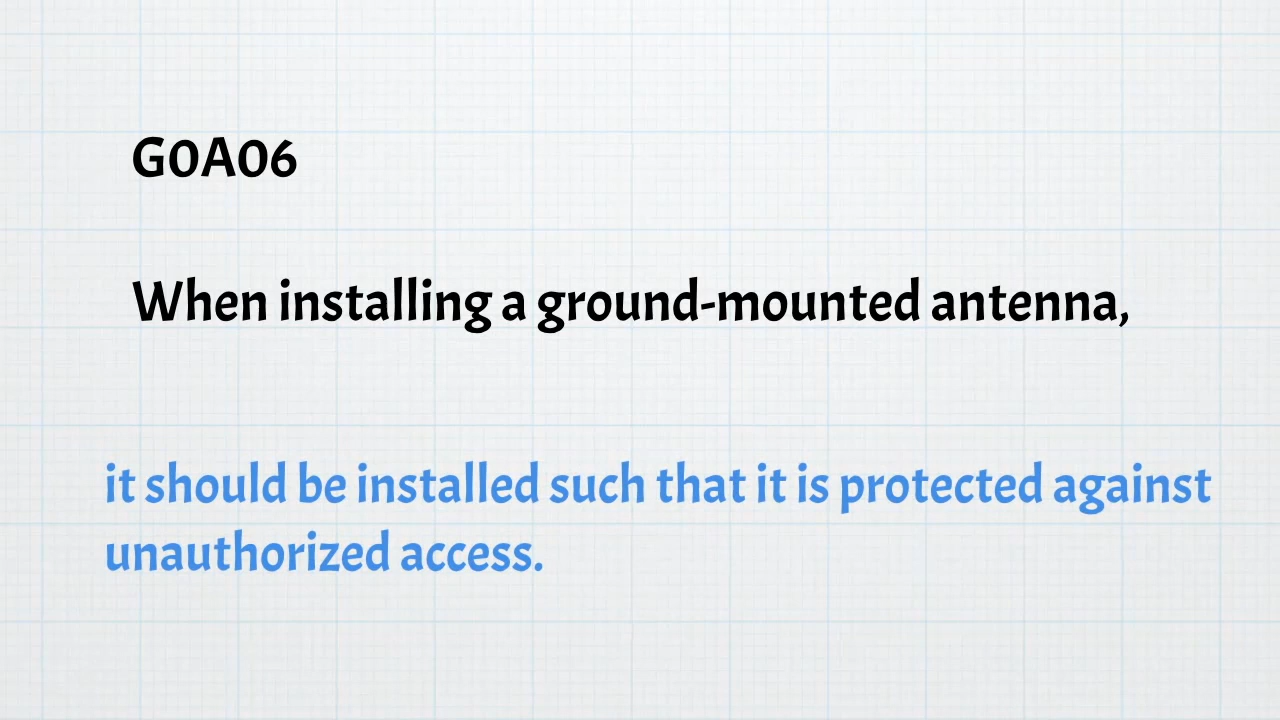 G0A06
When installing a ground-mounted antenna,
it should be installed such that it is protected against
unauthorized access.